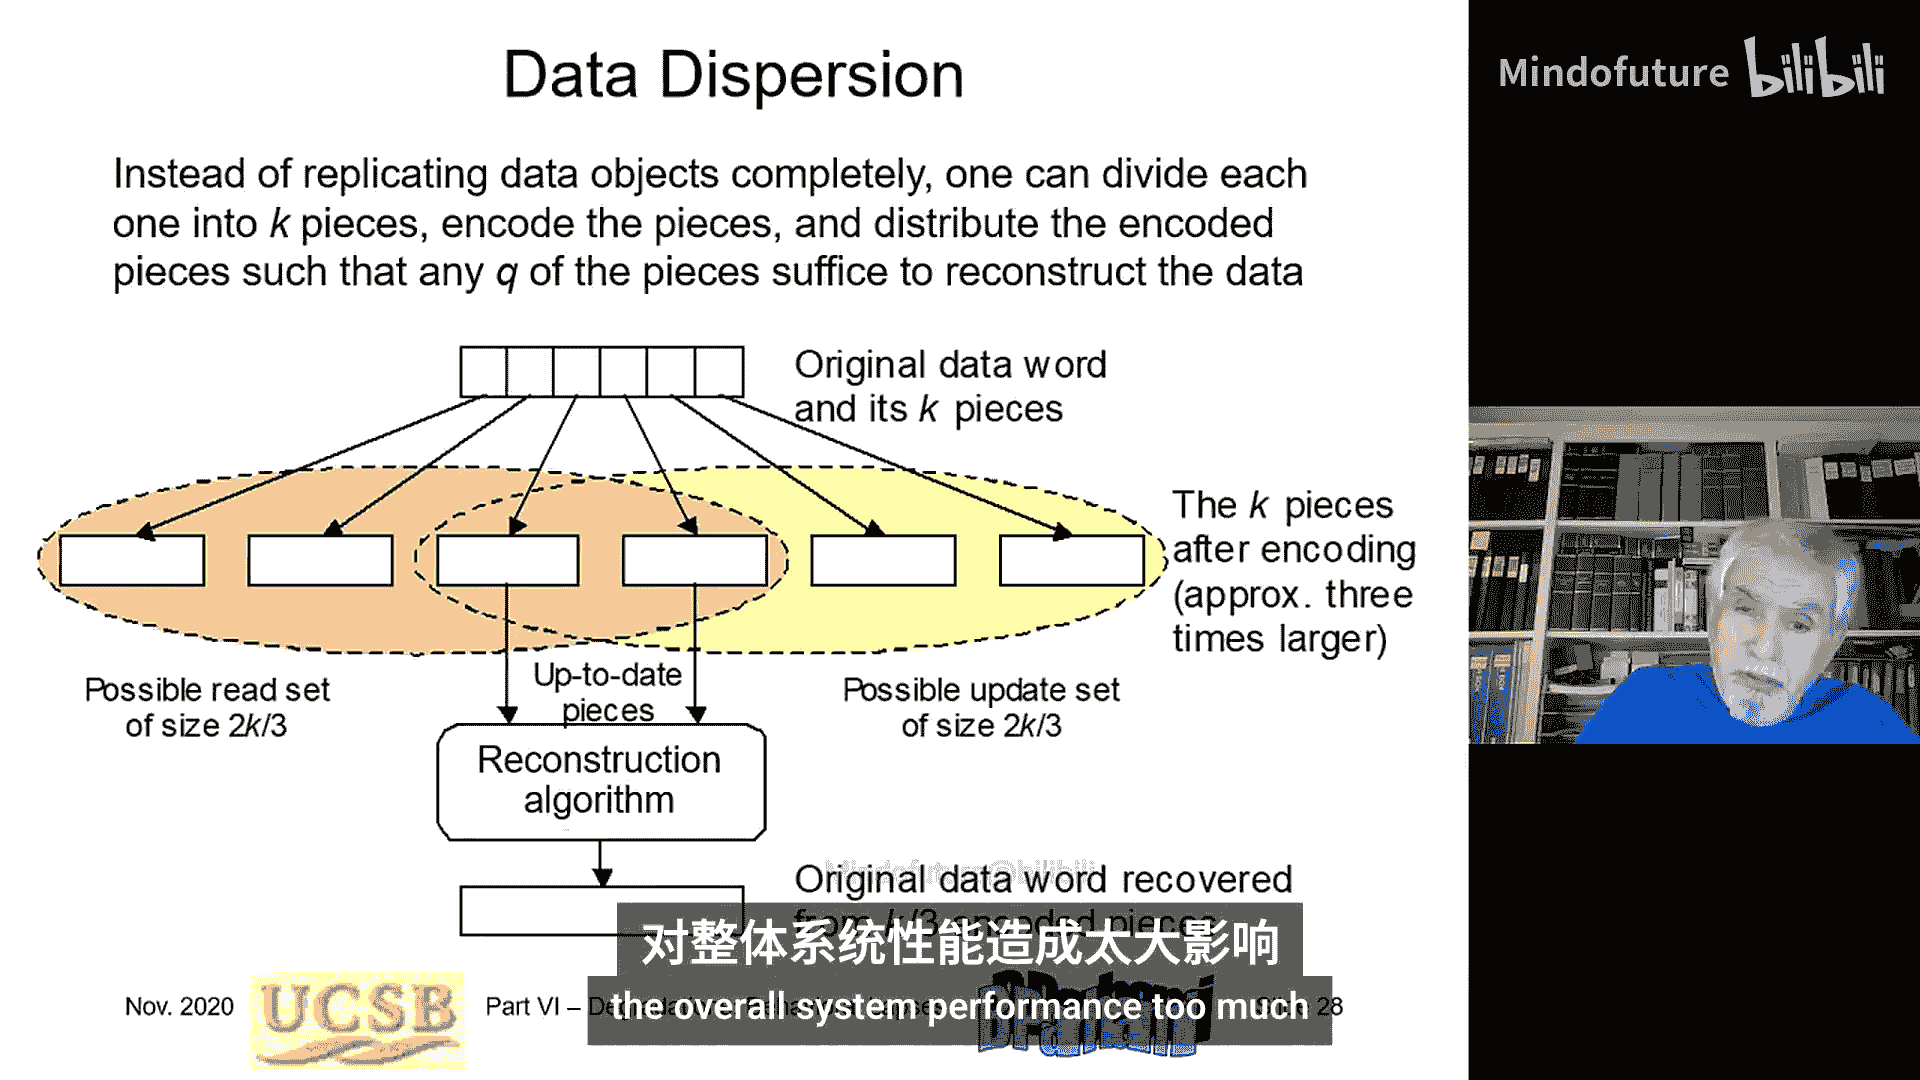 Data Dispersion
Mindofuture bilibili
Instead of replicating data objects completely, one can divide each
one into k pieces, encode the pieces, and distribute the encoded
pieces such that any q of the pieces suffice to reconstruct the data
Original data word
and its k pieces
The k pieces
after encoding
(approx. three
times larger)
Possible read set
of size 2k/3
Up-to-date
pieces
Possible update set
of size 2k/3
Reconstruction
algorithm
Original data word recovered
from k/3 encoded pieces
对整体系统性能造成太大影响
the overall system performance too much
Nov. 2020
UCSB
Part VI –
28